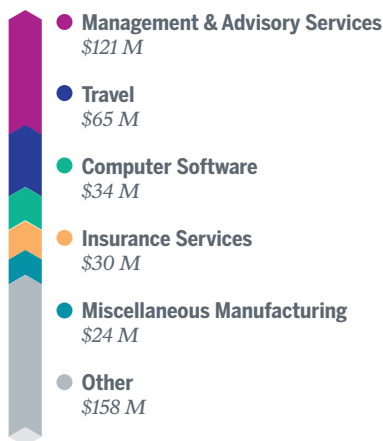 Management & Advisory Services
$121 M
Travel
$65 M
Computer Software
$34 M
Insurance Services
$30 M
Miscellaneous Manufacturing
$24 M
Other
$158 M